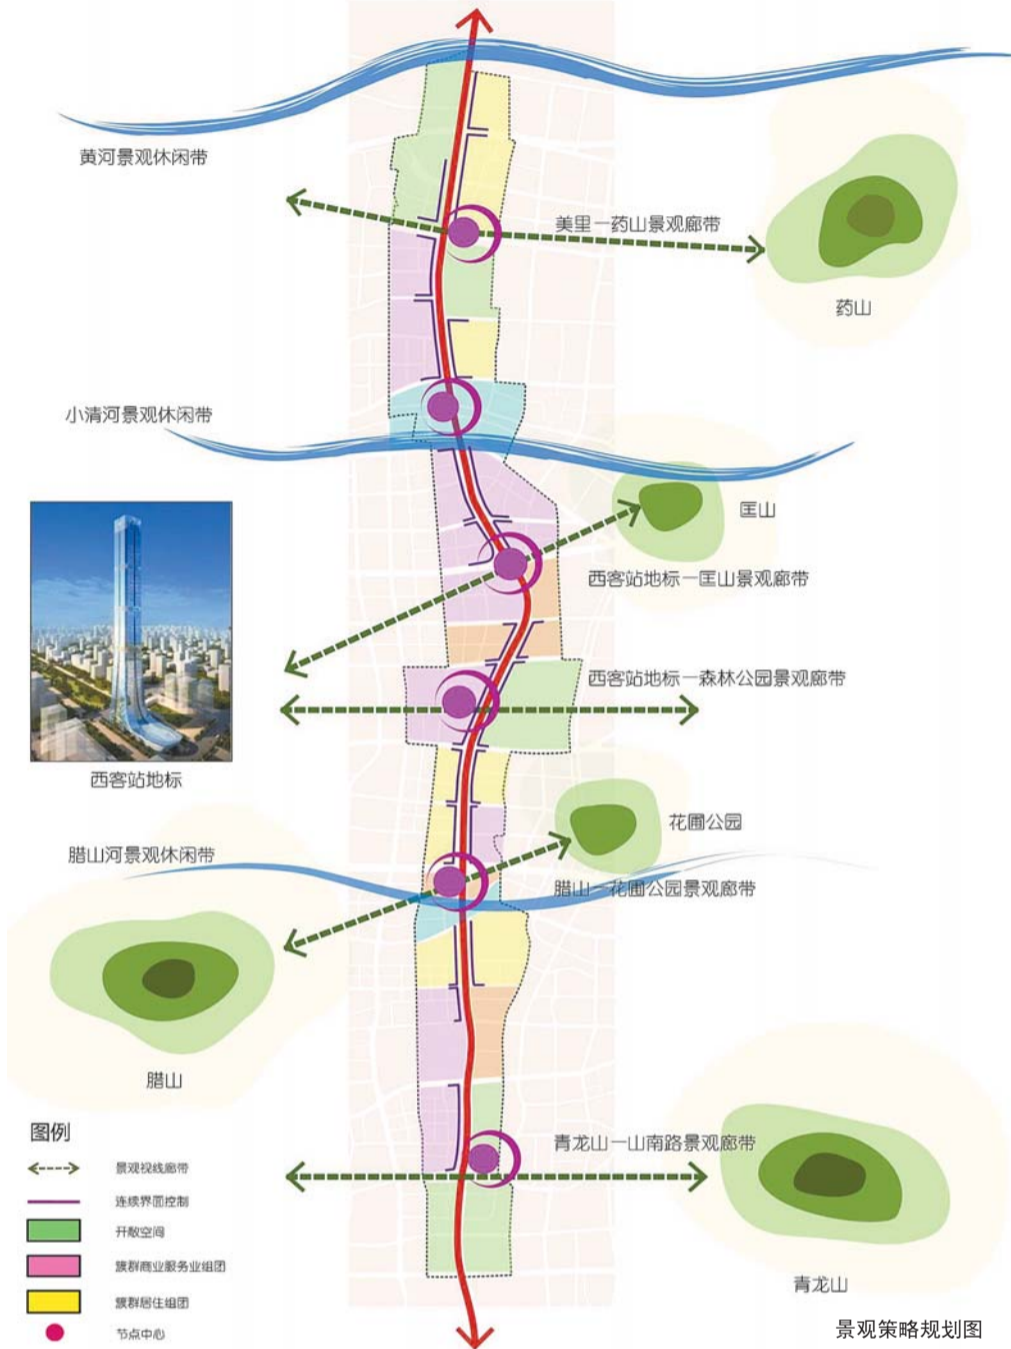 黄河景观休闲带
美里—药山景观廊带
药山
小清河景观休闲带
匡山
西客站地标—匡山景观廊带
西客站地标—森林公园景观廊带
西客站地标
花圃公园
腊山河景观休闲带
腊山—花圃公园景观廊带
腊山
图例
青龙山—山南路景观廊带
景观视线廊带
连续界面控制
开敞空间
簇群商业服务业组团
青龙山
簇群居住组团
节点中心
景观策略规划图